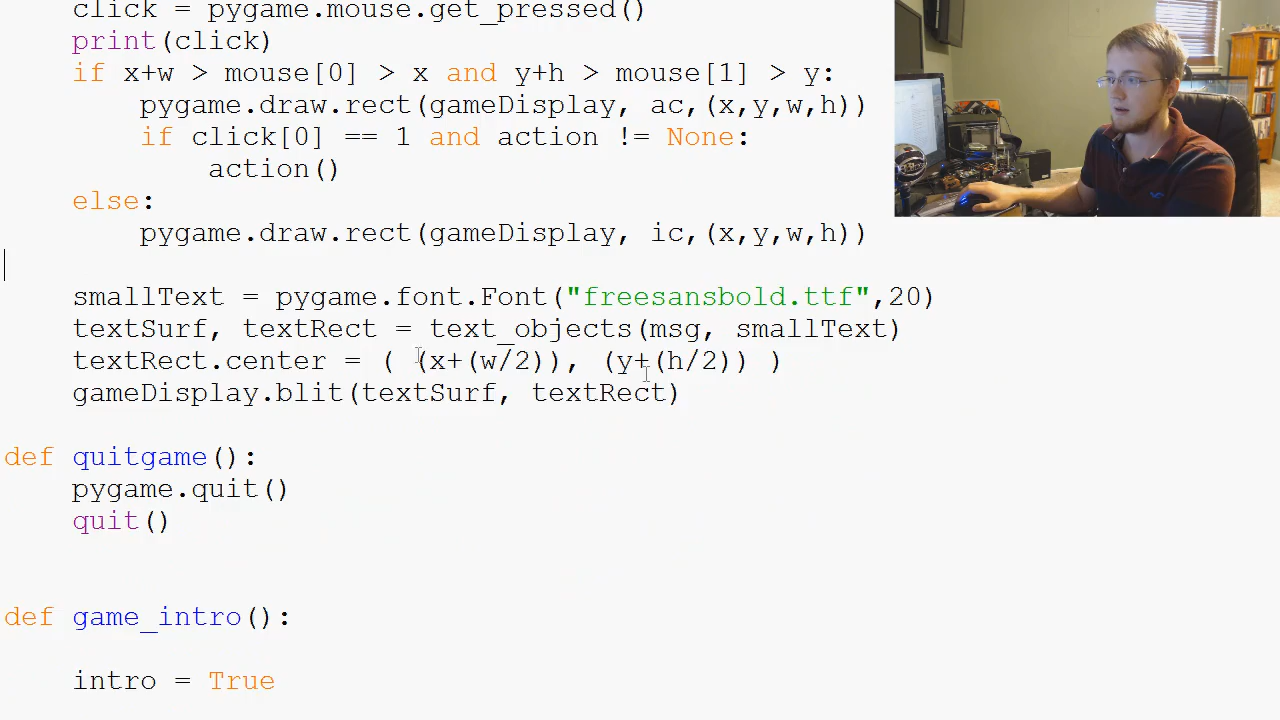 click = pygame.mouse.get_pressed()
print(click)
if x+w > mouse[0] > x and y+h > mouse[1] > y:
pygame.draw.rect(gameDisplay, ac,(x,y,w,h))
if click[0] == 1 and action != None:
action()
else:
pygame.draw.rect(gameDisplay, ic,(x,y,w,h))
smallText = pygame.font.Font("freesansbold.ttf",20)
textSurf, textRect = text_objects(msg, smallText)
textRect.center = ( (x+(w/2)), (y+(h/2)) )
gameDisplay.blit(textSurf, textRect)
def quitgame():
pygame.quit()
quit()
def game_intro():
intro = True